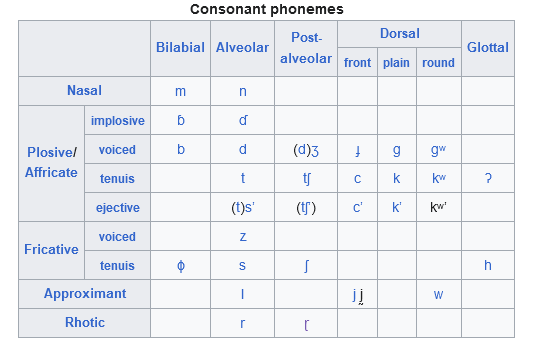 Consonant phonemes
Bilabial Alveolar Post-alveolar Dorsal Glottal
front plain round
Nasal m n
Plosive/Affricate implosive ɓ ɗ
voiced b d (d)ʒ ɟ ɡ ɡʷ
tenuis t tʃ c k kʷ ʔ
ejective (t)sʼ (tʃʼ) cʼ kʼ kʷʼ
Fricative voiced z
tenuis ɸ s ʃ h
Approximant l j j̰ w
Rhotic r ɽ